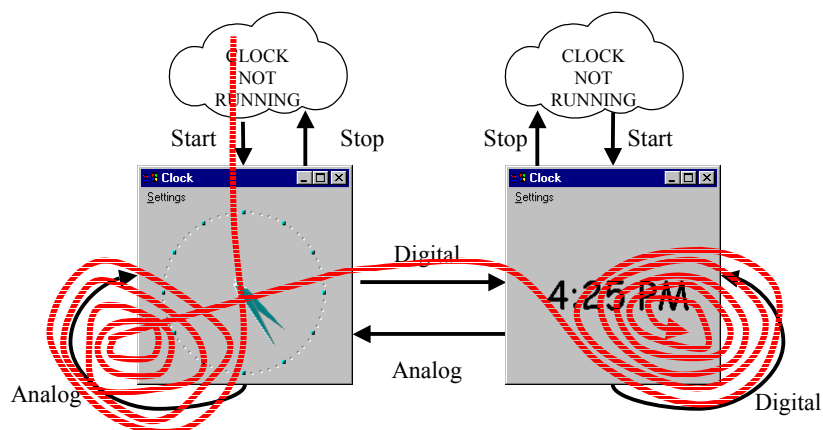 CLOCK
NOT
RUNNING
CLOCK
NOT
RUNNING
Start
Stop
Stop
Start
Clock
Settings
Clock
Settings
Digital
4:25 PM
Analog
Analog
Digital